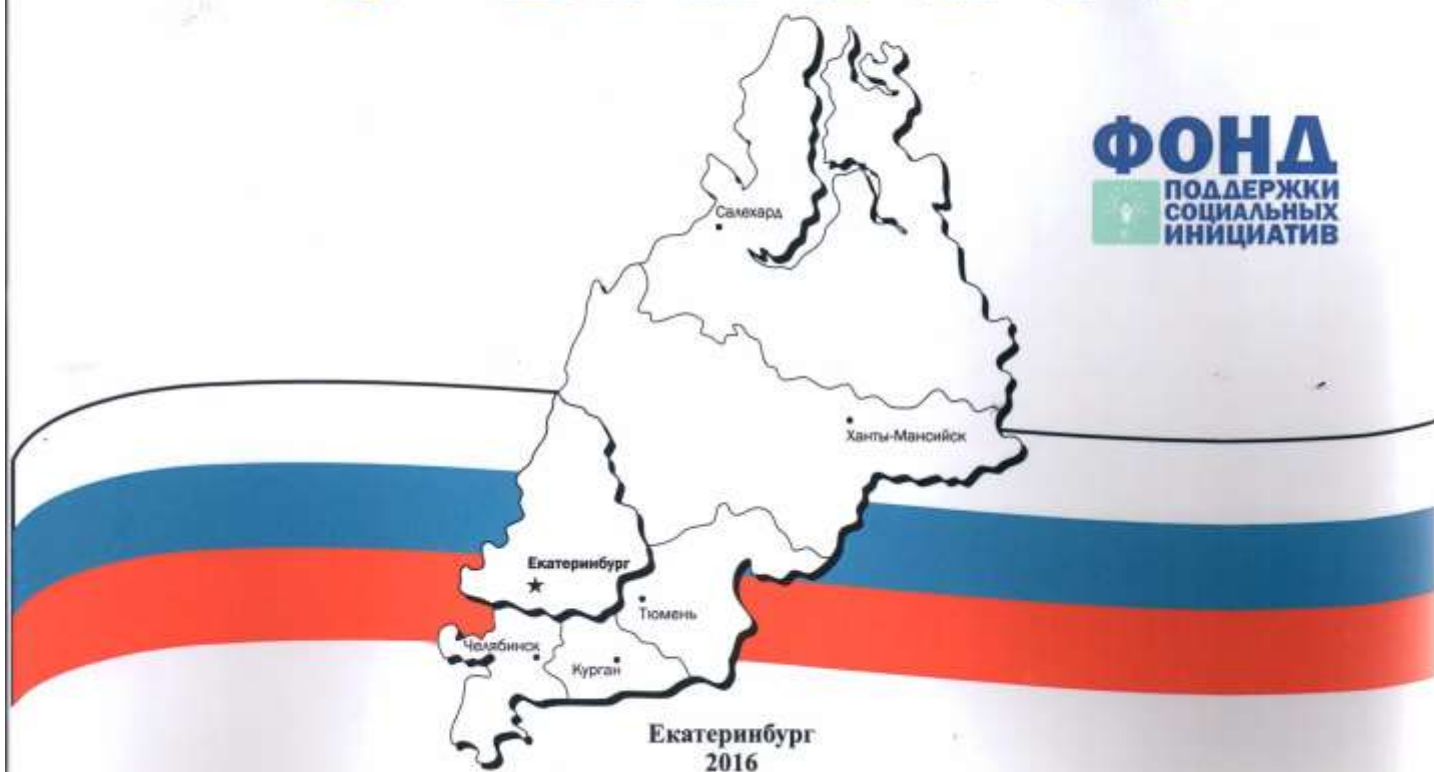 ФОНД
ПОДДЕРЖКИ
СОЦИАЛЬНЫХ
ИНИЦИАТИВ
Салехард
Ханты-Мансийск
Екатеринбург
Тюмень
Челябинск
Курган
Екатеринбург
2016